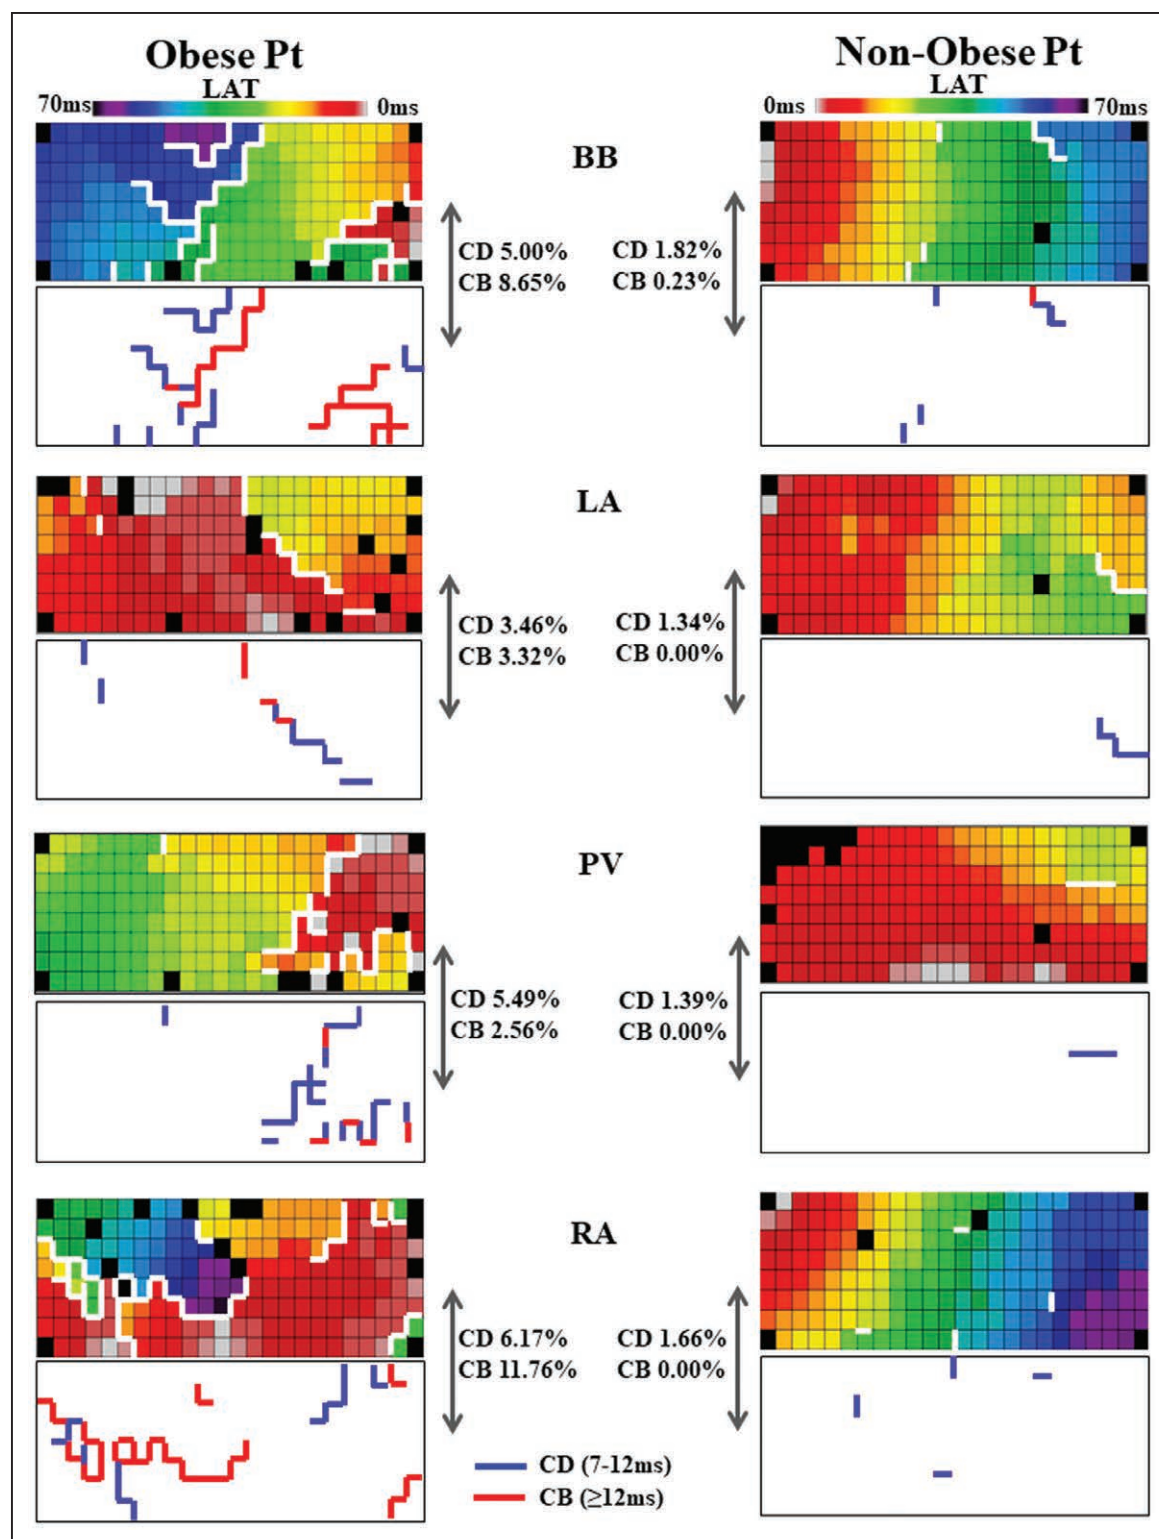 Obese Pt
Non-Obese Pt
LAT
LAT
70ms
0ms
0ms
70ms
BB
CD 5.00%
CB 8.65%
CD 1.82%
CB 0.23%
LA
CD 3.46%
CB 3.32%
CD 1.34%
CB 0.00%
PV
CD 5.49%
CB 2.56%
CD 1.39%
CB 0.00%
RA
CD 6.17%
CB 11.76%
CD 1.66%
CB 0.00%
CD (7-12ms)
CB (≥12ms)